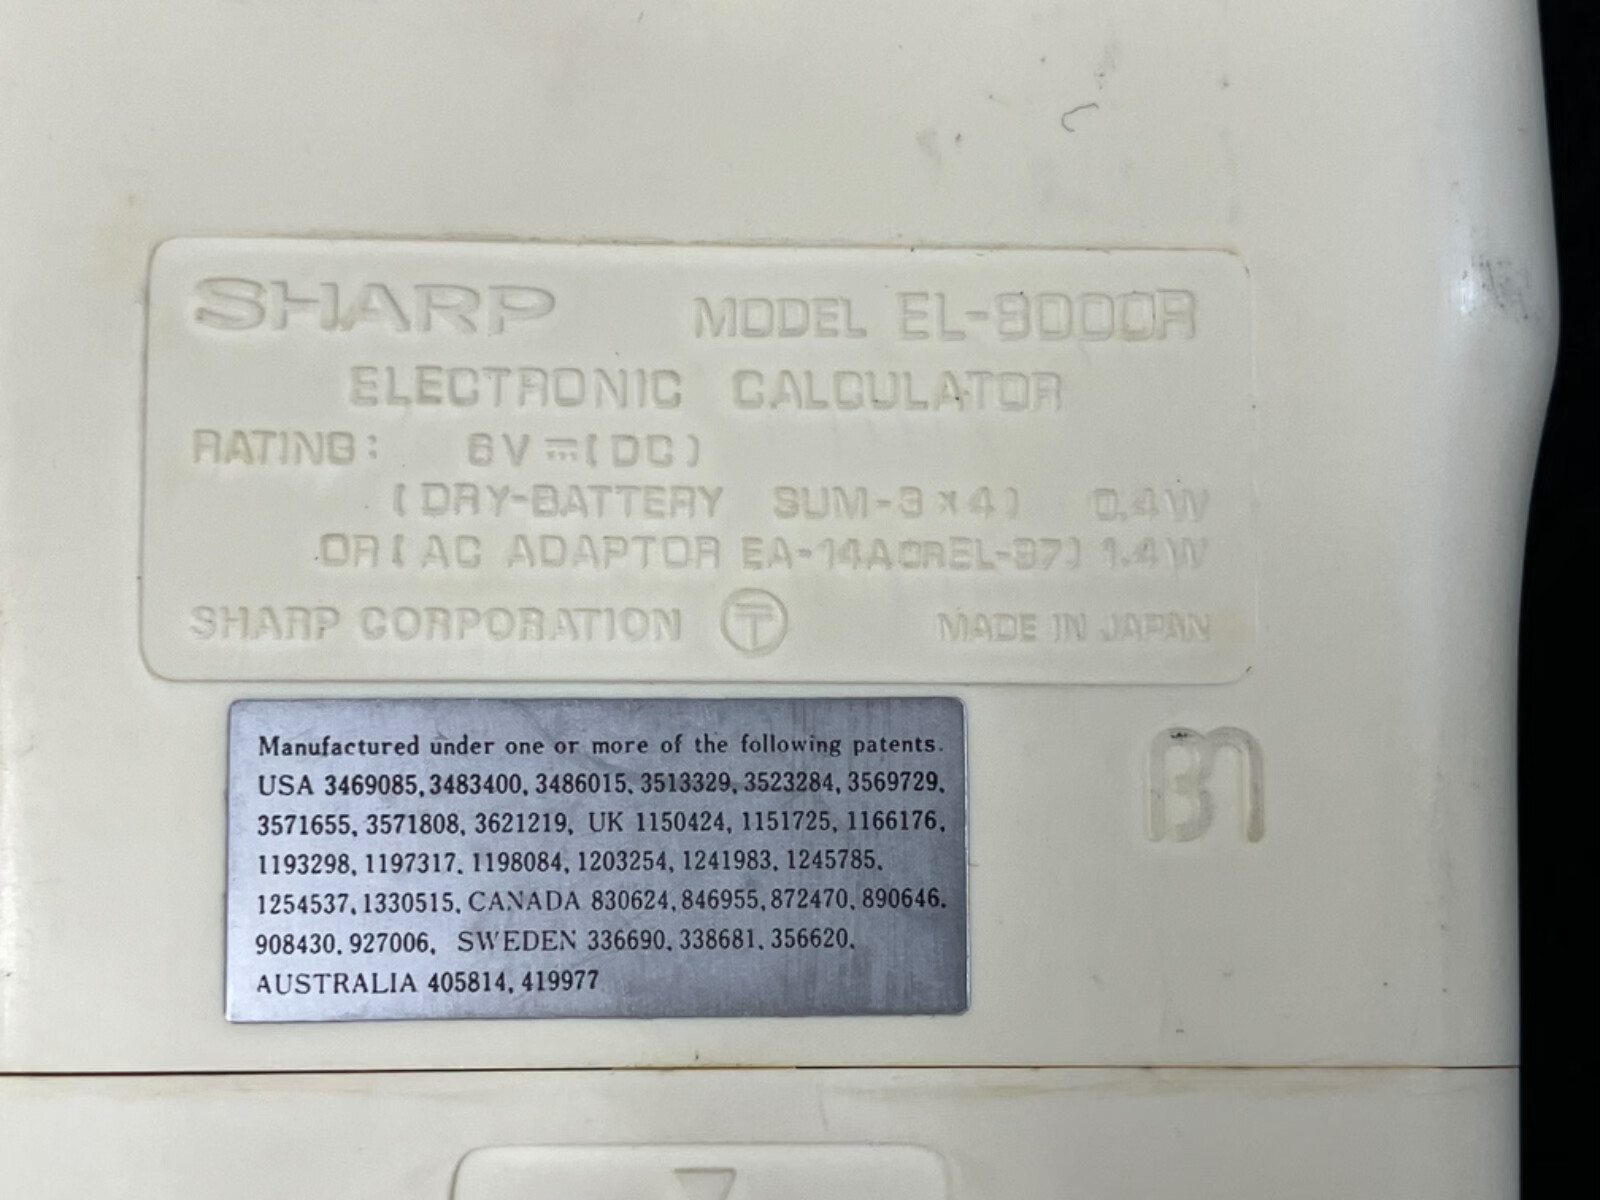 SHARP MODEL EL-8000R
ELECTRONIC CALCULATOR
RATING: 6V ⎓ (DC)
(DRY-BATTERY SUM-3×4) 0.4W
OR (AC ADAPTOR EA-14A OR EL-87) 1.4W
SHARP CORPORATION T MADE IN JAPAN
Manufactured under one or more of the following patents.
USA 3469085, 3483400, 3486015, 3513329, 3523284, 3569729,
3571655, 3571808, 3621219, UK 1150424, 1151725, 1166176,
1193298, 1197317, 1198084, 1203254, 1241983, 1245785,
1254537, 1330515, CANADA 830624, 846955, 872470, 890646,
908430, 927006, SWEDEN 336690, 338681, 356620,
AUSTRALIA 405814, 419977